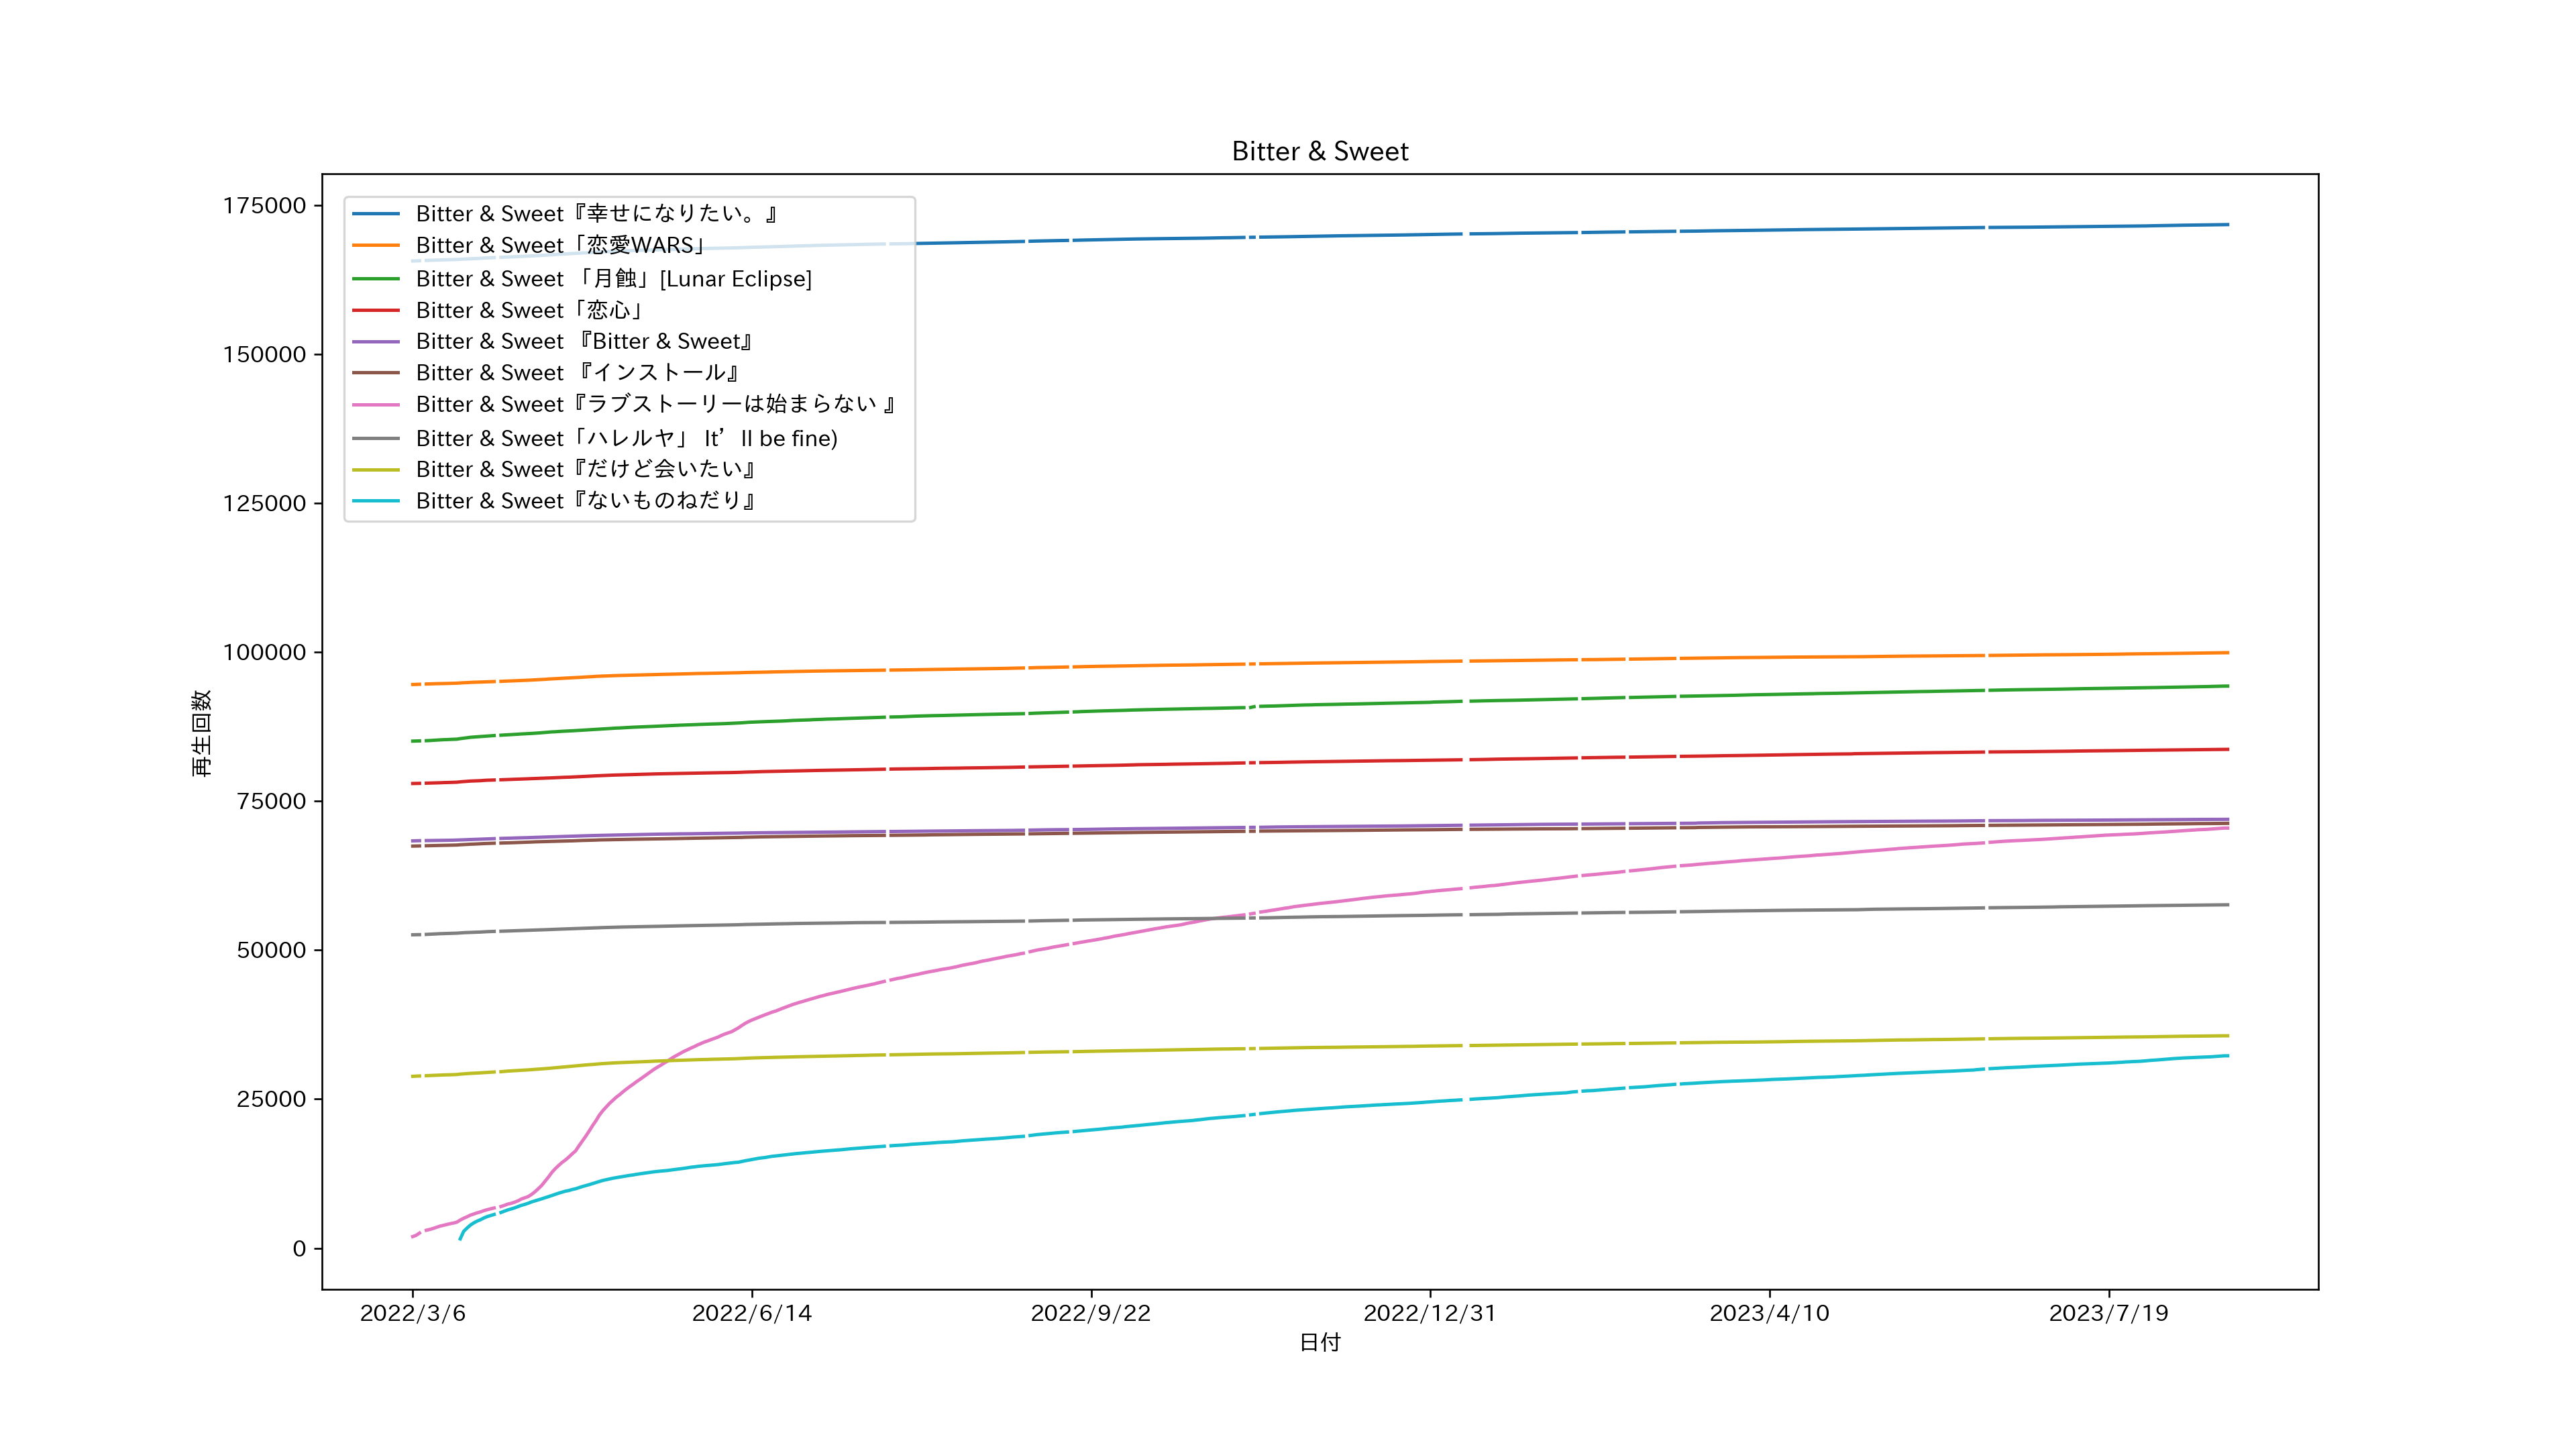 Bitter & Sweet
175000
150000
125000
100000
75000
50000
25000
0
再生回数
Bitter & Sweet『幸せになりたい。』
Bitter & Sweet「恋愛WARS」
Bitter & Sweet 「月蝕」[Lunar Eclipse]
Bitter & Sweet「恋心」
Bitter & Sweet 『Bitter & Sweet』
Bitter & Sweet 『インストール』
Bitter & Sweet『ラブストーリーは始まらない 』
Bitter & Sweet「ハレルヤ」 It’ll be fine)
Bitter & Sweet『だけど会いたい』
Bitter & Sweet『ないものねだり』
2022/3/6
2022/6/14
2022/9/22
2022/12/31
2023/4/10
2023/7/19
日付